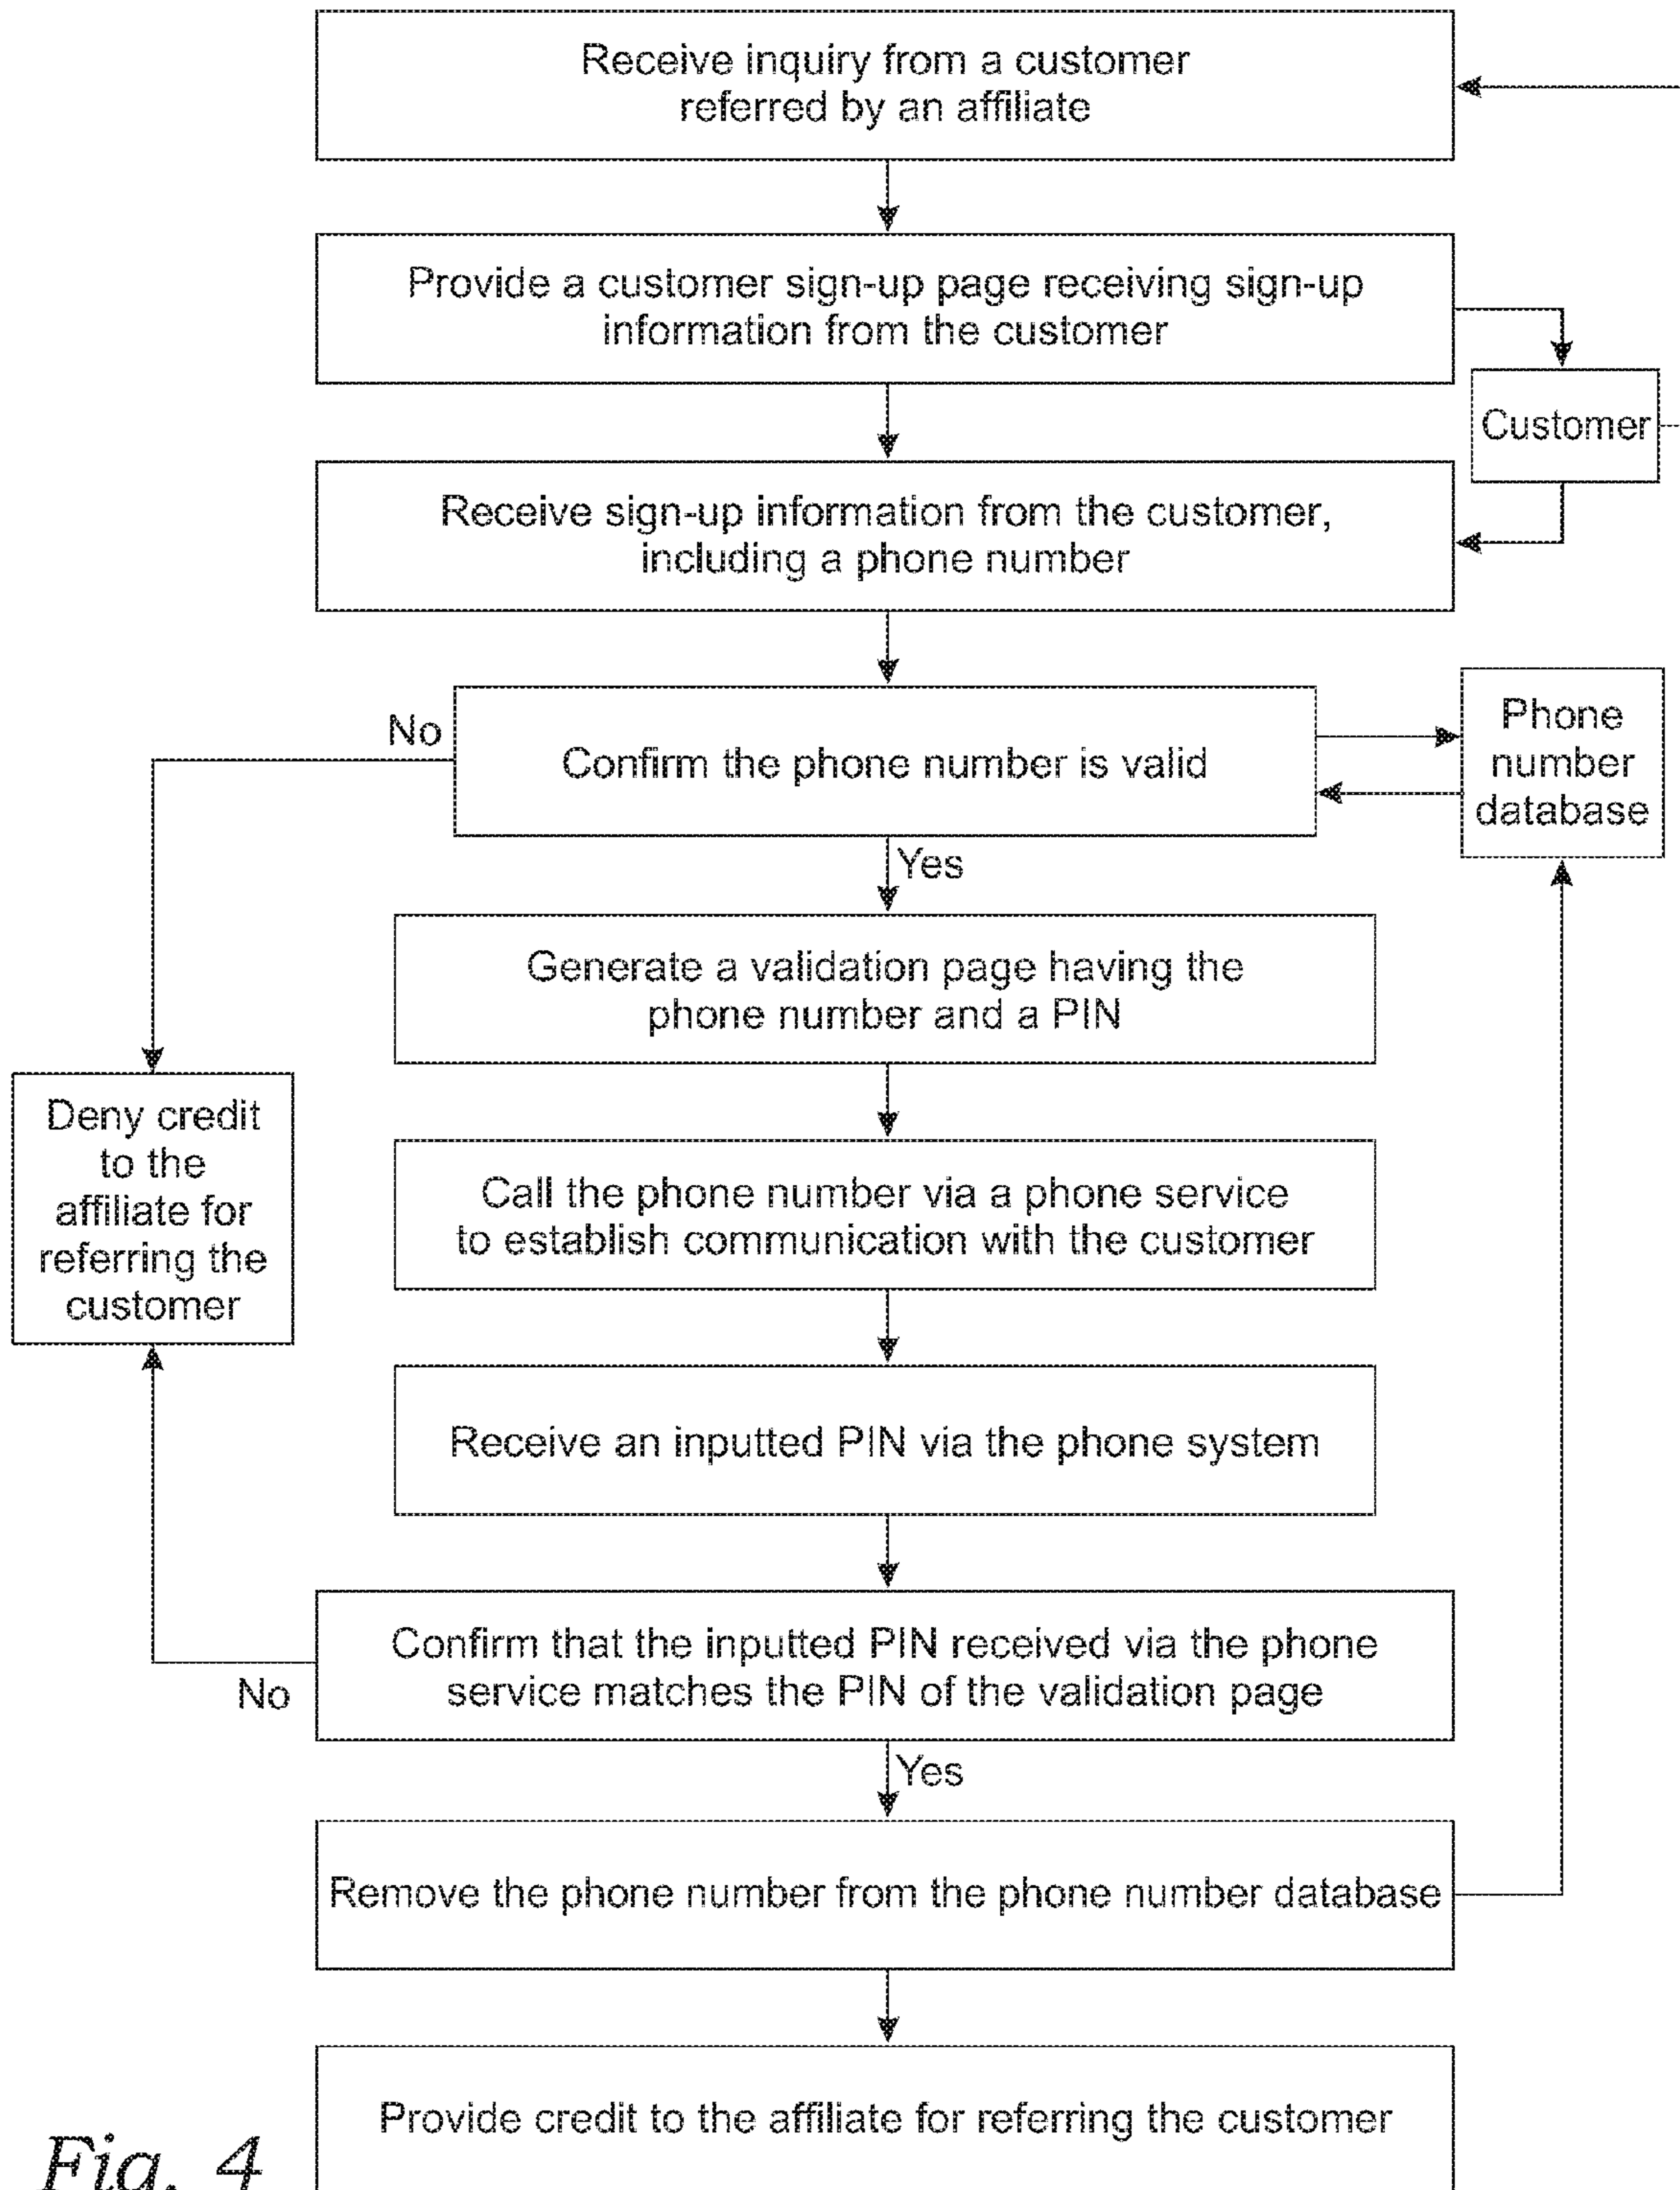 Receive inquiry from a customer
referred by an affiliate
Provide a customer sign-up page receiving sign-up
information from the customer
Customer
Receive sign-up information from the customer,
including a phone number
No
Confirm the phone number is valid
Phone
number
database
Yes
Generate a validation page having the
phone number and a PIN
Deny credit
to the
affiliate for
referring the
customer
Call the phone number via a phone service
to establish communication with the customer
Receive an inputted PIN via the phone system
Confirm that the inputted PIN received via the phone
service matches the PIN of the validation page
No
Yes
Remove the phone number from the phone number database
Provide credit to the affiliate for referring the customer
Fig. 4